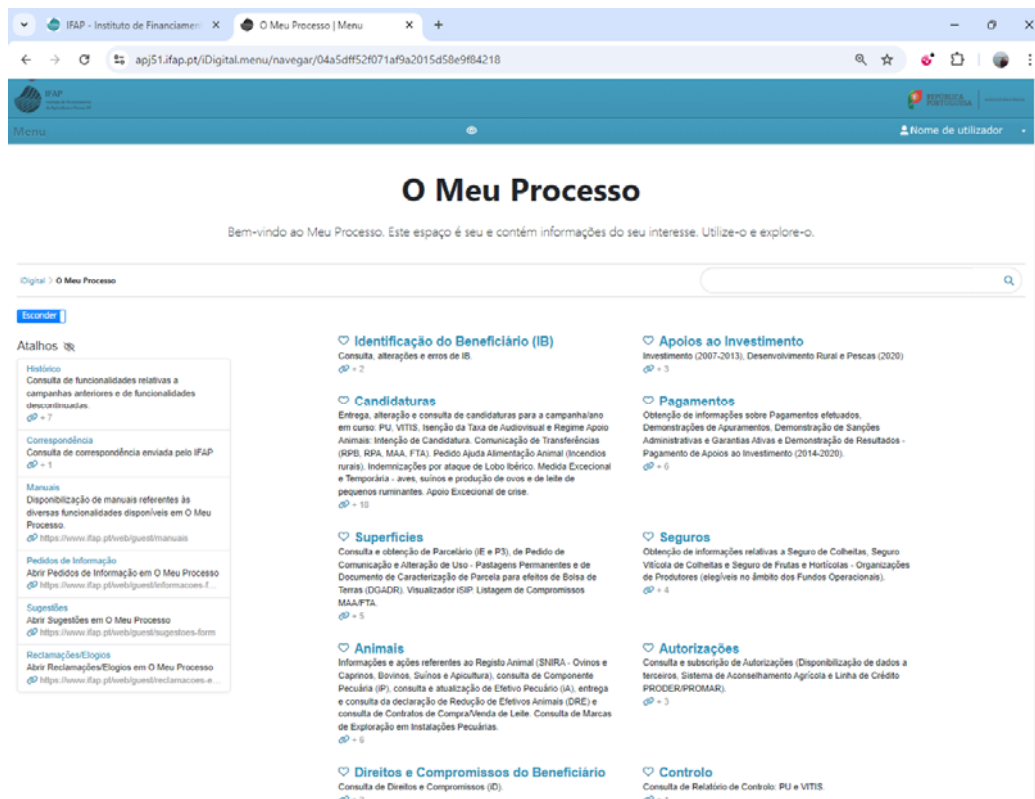 IFAP - Instituto de Financiamen
O Meu Processo | Menu
apj51.ifap.pt/iDigital.menu/navegar/04a5dff52f071af9a2015d58e9f84218
IFAP
REPÚBLICA
PORTUGUESA
Menu
Nome de utilizador
O Meu Processo
Bem-vindo ao Meu Processo. Este espaço é seu e contém informações do seu interesse. Utilize-o e explore-o.
iDigital > O Meu Processo
Esconder
Atalhos
Histórico
Consulta de funcionalidades relativas a
campanhas anteriores e de funcionalidades
descontinuadas.
+ 7
Correspondência
Consulta de correspondência enviada pelo IFAP
+ 1
Manuais
Disponibilização de manuais referentes às
diversas funcionalidades disponíveis em O Meu
Processo.
https://www.ifap.pt/web/guest/manuais
Pedidos de Informação
Abrir Pedidos de Informação em O Meu Processo
https://www.ifap.pt/web/guest/informacoes-f...
Sugestões
Abrir Sugestões em O Meu Processo
https://www.ifap.pt/web/guest/sugestoes-form
Reclamações/Elogios
Abrir Reclamações/Elogios em O Meu Processo
https://www.ifap.pt/web/guest/reclamacoes-e...
Identificação do Beneficiário (IB)
Consulta, alterações e erros de IB.
+ 2
Candidaturas
Entrega, alteração e consulta de candidaturas para a campanha/ano
em curso: PU, VITIS, Isenção da Taxa de Audiovisual e Regime Apoio
Animais: Intenção de Candidatura. Comunicação de Transferências
(RPB, RPA, MAA, FTA). Pedido Ajuda Alimentação Animal (Incendios
rurais). Indemnizações por ataque de Lobo Ibérico. Medida Excecional
e Temporária - aves, suínos e produção de ovos e de leite de
pequenos ruminantes. Apoio Excecional de crise.
+ 18
Superfícies
Consulta e obtenção de Parcelário (iE e P3), de Pedido de
Comunicação e Alteração de Uso - Pastagens Permanentes e de
Documento de Caracterização de Parcela para efeitos de Bolsa de
Terras (DGADR). Visualizador iSIP. Listagem de Compromissos
MAA/FTA.
+ 5
Animais
Informações e ações referentes ao Registo Animal (SNIRA - Ovinos e
Caprinos, Bovinos, Suínos e Apicultura), consulta de Componente
Pecuária (iP), consulta e atualização de Efetivo Pecuário (iA), entrega
e consulta da declaração de Redução de Efetivos Animais (DRE) e
consulta de Contratos de Compra/Venda de Leite. Consulta de Marcas
de Exploração em Instalações Pecuárias.
+ 6
Direitos e Compromissos do Beneficiário
Consulta de Direitos e Compromissos (ID).
Apoios ao Investimento
Investimento (2007-2013), Desenvolvimento Rural e Pescas (2020)
+ 3
Pagamentos
Obtenção de informações sobre Pagamentos efetuados,
Demonstrações de Apuramentos, Demonstração de Sanções
Administrativas e Garantias Ativas e Demonstração de Resultados -
Pagamento de Apoios ao Investimento (2014-2020).
+ 6
Seguros
Obtenção de informações relativas a Seguro de Colheitas, Seguro
Vitícola de Colheitas e Seguro de Frutas e Hortícolas - Organizações
de Produtores (elegíveis no âmbito dos Fundos Operacionais).
+ 4
Autorizações
Consulta e subscrição de Autorizações (Disponibilização de dados a
terceiros, Sistema de Aconselhamento Agrícola e Linha de Crédito
PRODER/PROMAR).
+ 3
Controlo
Consulta de Relatório de Controlo: PU e VITIS.